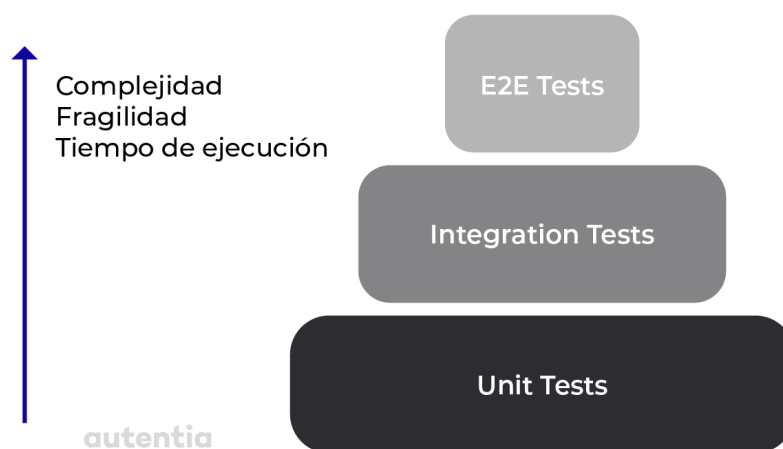 Complejidad
Fragilidad
Tiempo de ejecución
E2E Tests
Integration Tests
Unit Tests
autentia